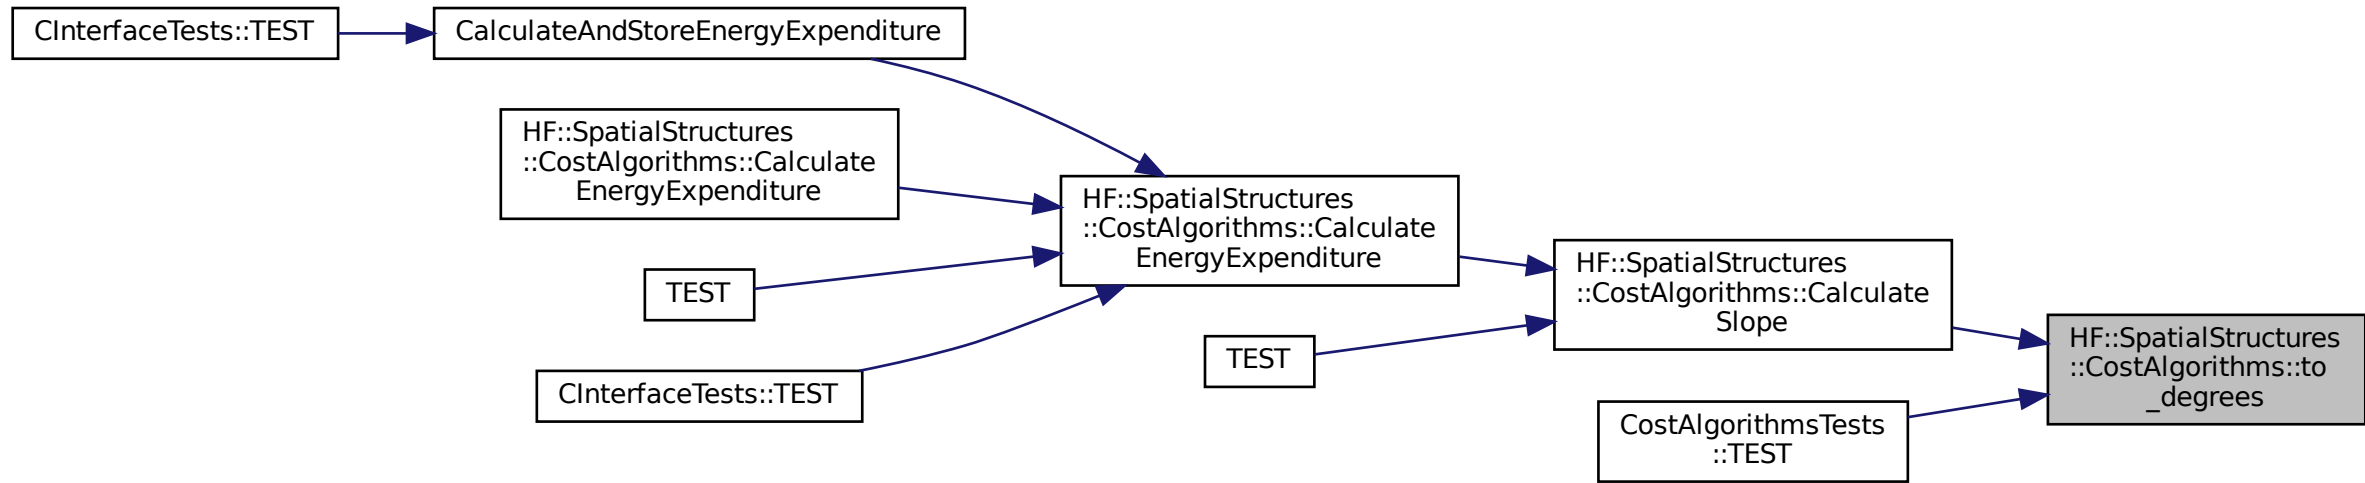 CInterfaceTests::TEST
CalculateAndStoreEnergyExpenditure
HF::SpatialStructures
::CostAlgorithms::Calculate
EnergyExpenditure
TEST
CInterfaceTests::TEST
HF::SpatialStructures
::CostAlgorithms::Calculate
EnergyExpenditure
TEST
HF::SpatialStructures
::CostAlgorithms::Calculate
Slope
CostAlgorithmsTests
::TEST
HF::SpatialStructures
::CostAlgorithms::to
_degrees